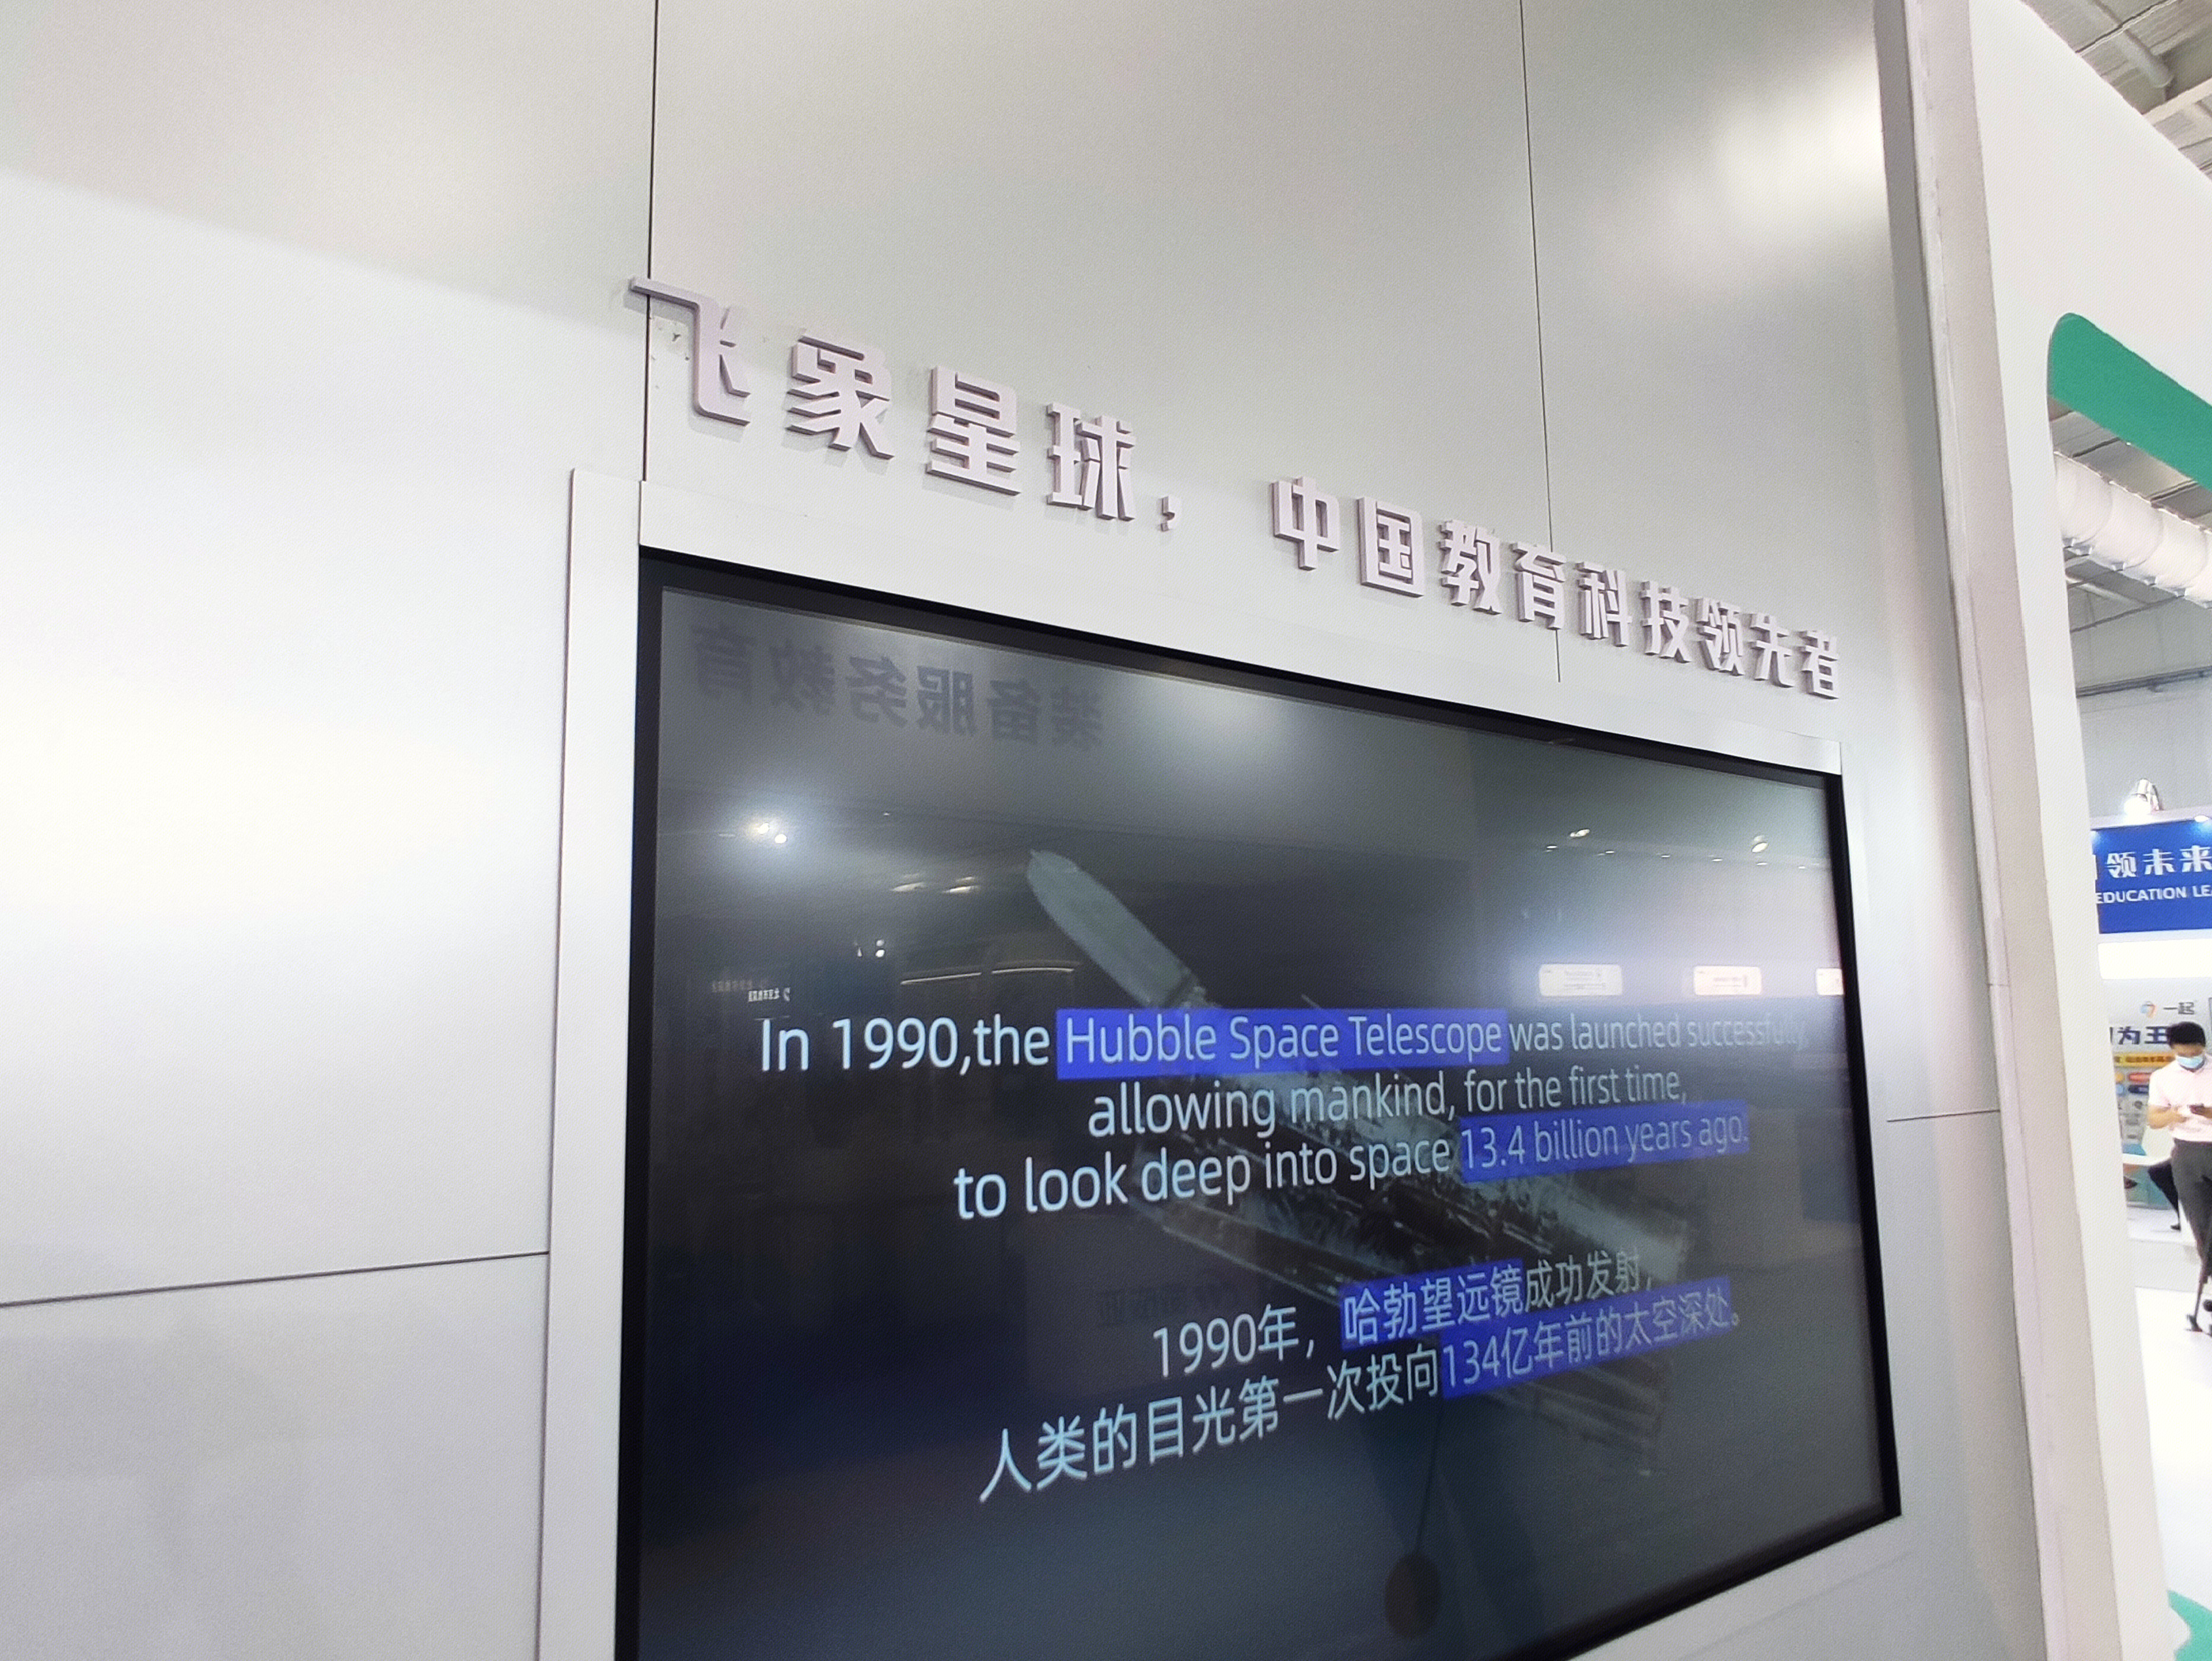 飞象星球，中国教育科技领先者
装备服务教育
In 1990,the Hubble Space Telescope was launched successfully,
allowing mankind, for the first time,
to look deep into space 13.4 billion years ago.
1990年，哈勃望远镜成功发射，
人类的目光第一次投向134亿年前的太空深处。
领未来
EDUCATION LE
一起
为王